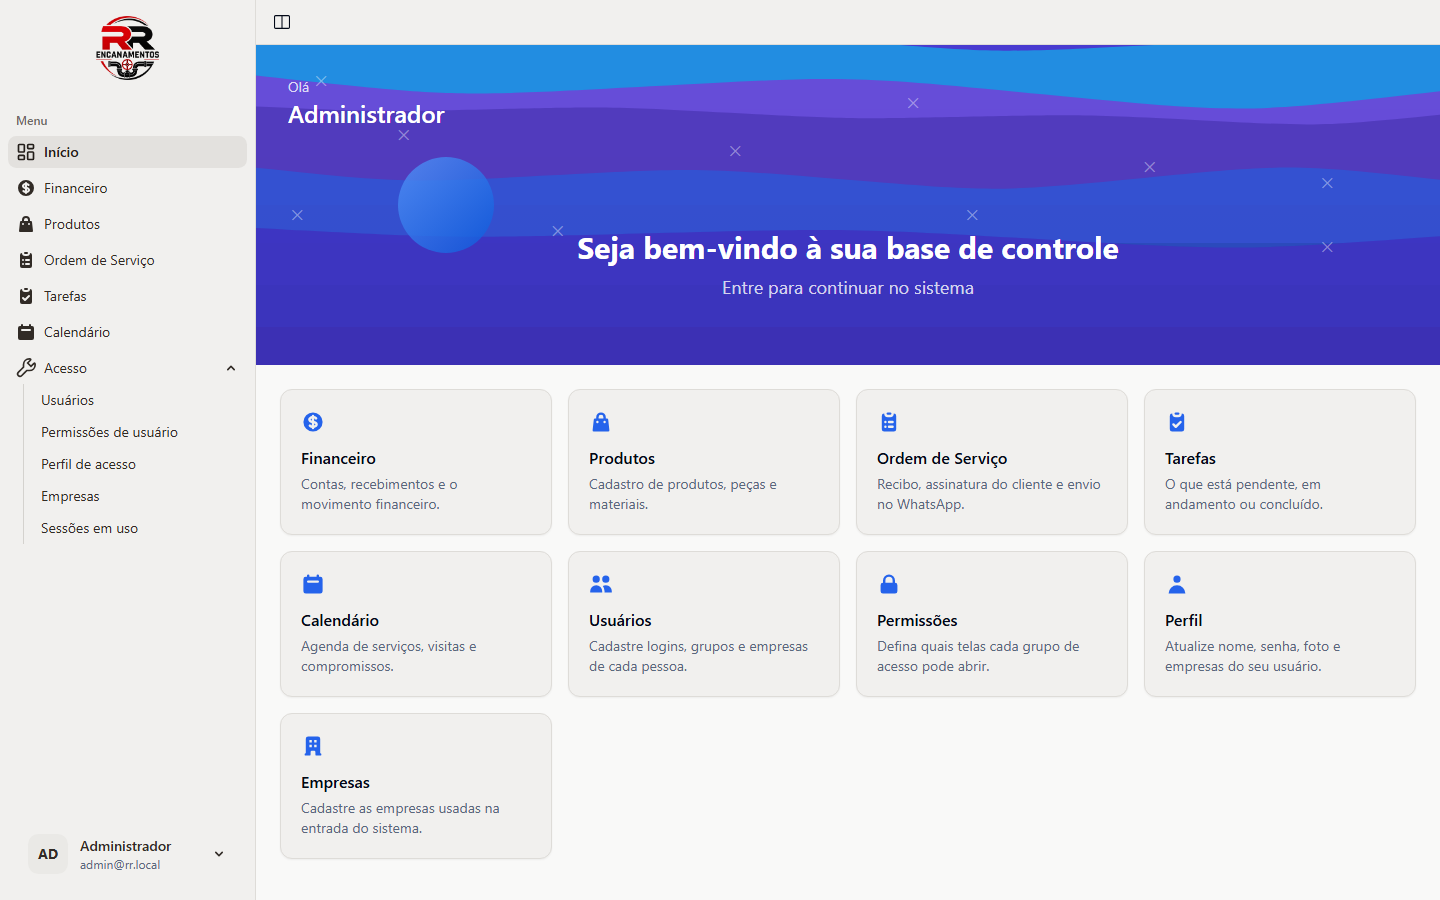 RR
ENCANAMENTOS
Menu
Início
Financeiro
Produtos
Ordem de Serviço
Tarefas
Calendário
Acesso
Usuários
Permissões de usuário
Perfil de acesso
Empresas
Sessões em uso
AD
Administrador
admin@rr.local
Olá
Administrador
Seja bem-vindo à sua base de controle
Entre para continuar no sistema
Financeiro
Contas, recebimentos e o
movimento financeiro.
Produtos
Cadastro de produtos, peças e
materiais.
Ordem de Serviço
Recibo, assinatura do cliente e envio
no WhatsApp.
Tarefas
O que está pendente, em
andamento ou concluído.
Calendário
Agenda de serviços, visitas e
compromissos.
Usuários
Cadastre logins, grupos e empresas
de cada pessoa.
Permissões
Defina quais telas cada grupo de
acesso pode abrir.
Perfil
Atualize nome, senha, foto e
empresas do seu usuário.
Empresas
Cadastre as empresas usadas na
entrada do sistema.